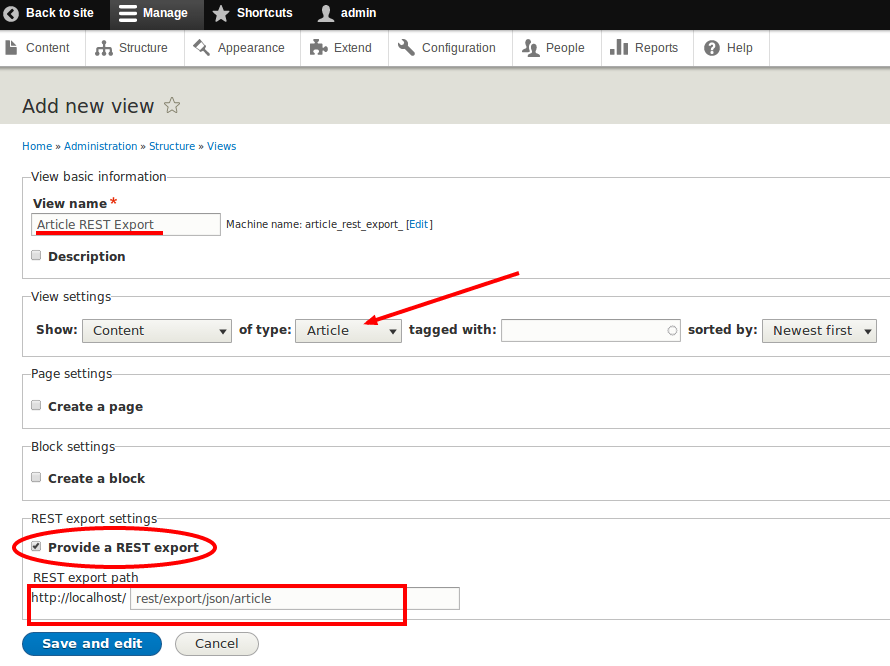 Back to site Manage Shortcuts admin
Content Structure Appearance Extend Configuration People Reports Help
Add new view
Home » Administration » Structure » Views
View basic information
View name *
Article REST Export Machine name: article_rest_export_ [Edit]
Description
View settings
Show: Content of type: Article tagged with: sorted by: Newest first
Page settings
Create a page
Block settings
Create a block
REST export settings
Provide a REST export
REST export path
http://localhost/ rest/export/json/article
Save and edit Cancel